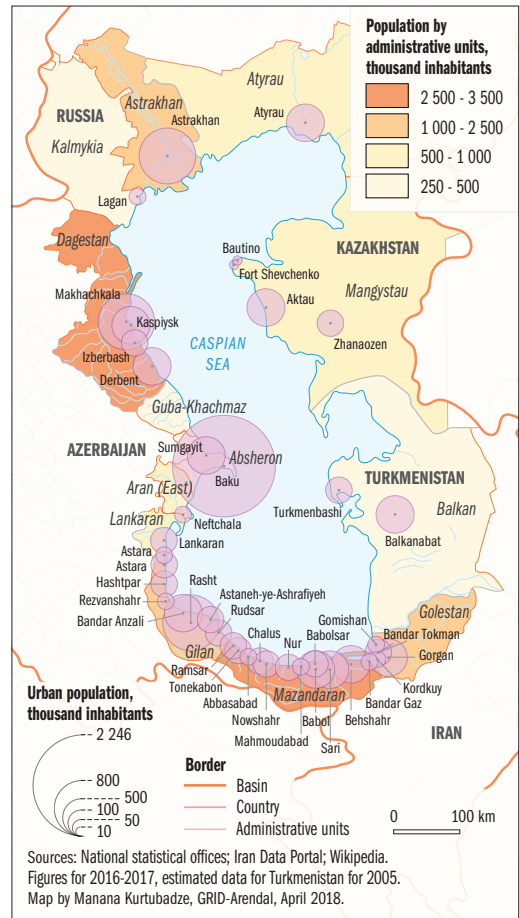 Population by
administrative units,
thousand inhabitants
2 500 - 3 500
1 000 - 2 500
500 - 1 000
250 - 500
Atyrau
Astrakhan
Astrakhan
Atyrau
RUSSIA
Kalmykia
Lagan
Dagestan
Bautino
Fort Shevchenko
KAZAKHSTAN
Mangystau
Aktau
Zhanaozen
Makhachkala
Kaspiysk
CASPIAN
SEA
Izberbash
Derbent
Guba-Khachmaz
AZERBAIJAN
Sumgayit
Absheron
Baku
Aran (East)
TURKMENISTAN
Turkmenbashi
Balkan
Balkanabat
Lankaran
Neftchala
Lankaran
Astara
Astara
Hashtpar
Rezvanshahr
Bandar Anzali
Rasht
Astaneh-ye-Ashrafiyeh
Rudsar
Gilan
Ramsar
Tonekabon
Abbasabad
Chalus
Nowshahr
Nur
Mahmoudabad
Babolsar
Babol
Mazandaran
Sari
Behshahr
Gomishan
Golestan
Bandar Tokman
Gorgan
Kordkuy
Bandar Gaz
IRAN
Urban population,
thousand inhabitants
2 246
800
500
100
50
10
Border
Basin
Country
Administrative units
0 100 km
Sources: National statistical offices; Iran Data Portal; Wikipedia.
Figures for 2016-2017, estimated data for Turkmenistan for 2005.
Map by Manana Kurtubadze, GRID-Arendal, April 2018.